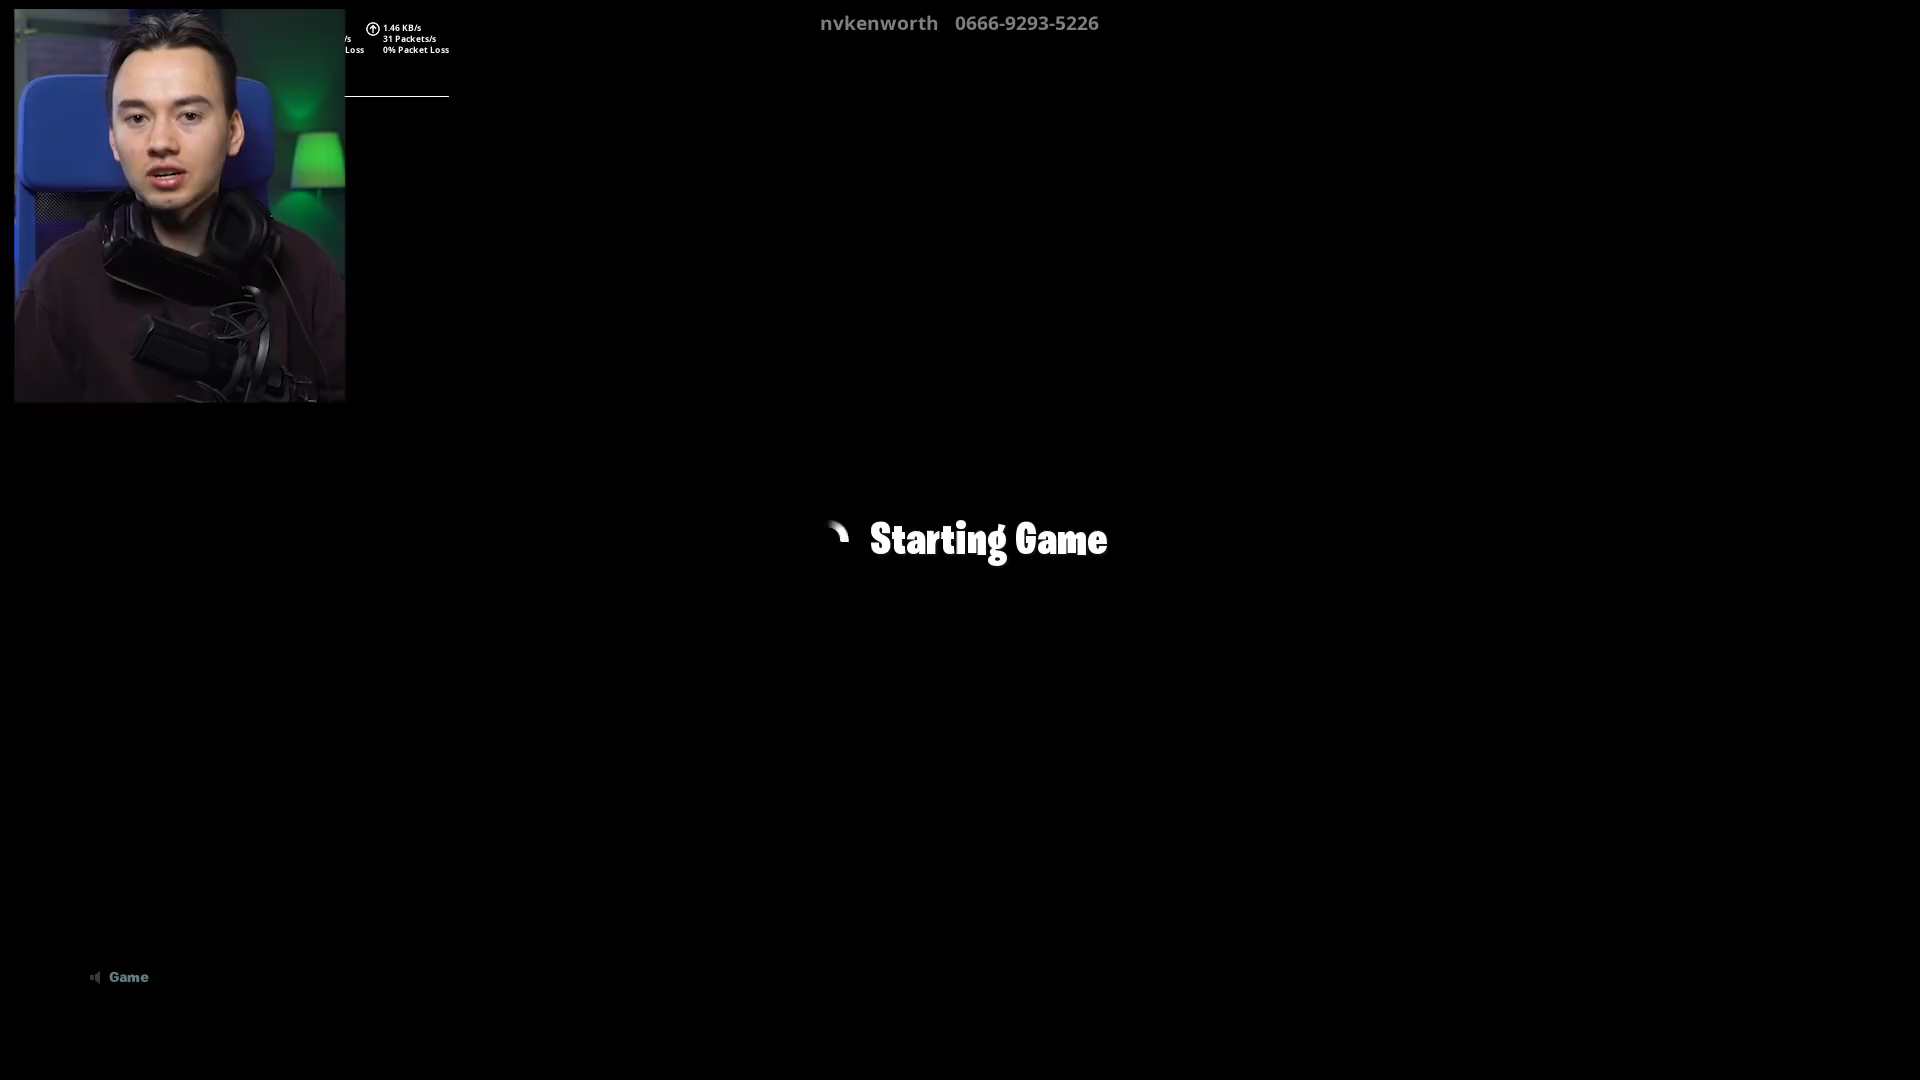 nvkenworth 0666-9293-5226
1.46 KB/s
/s 31 Packets/s
Loss 0% Packet Loss
Starting Game
Game